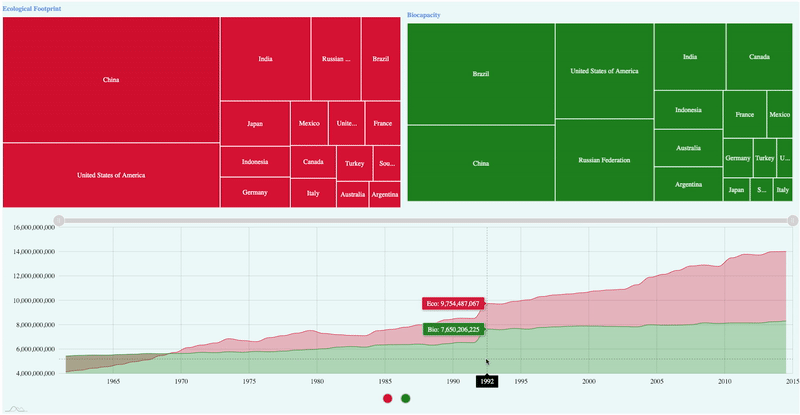 Ecological Footprint
China
United States of America
India
Russian ...
Brazil
Japan
Mexico
Unite...
France
Indonesia
Canada
Turkey
Sou...
Germany
Italy
Australia
Argentina
Biocapacity
Brazil
China
United States of America
Russian Federation
India
Canada
Indonesia
Australia
Argentina
France
Mexico
Germany
Turkey
U...
Japan
S...
Italy
16,000,000,000
14,000,000,000
12,000,000,000
10,000,000,000
8,000,000,000
6,000,000,000
4,000,000,000
Eco: 9,754,487,067
Bio: 7,650,206,225
1965
1970
1975
1980
1985
1990
1992
1995
2000
2005
2010
2015